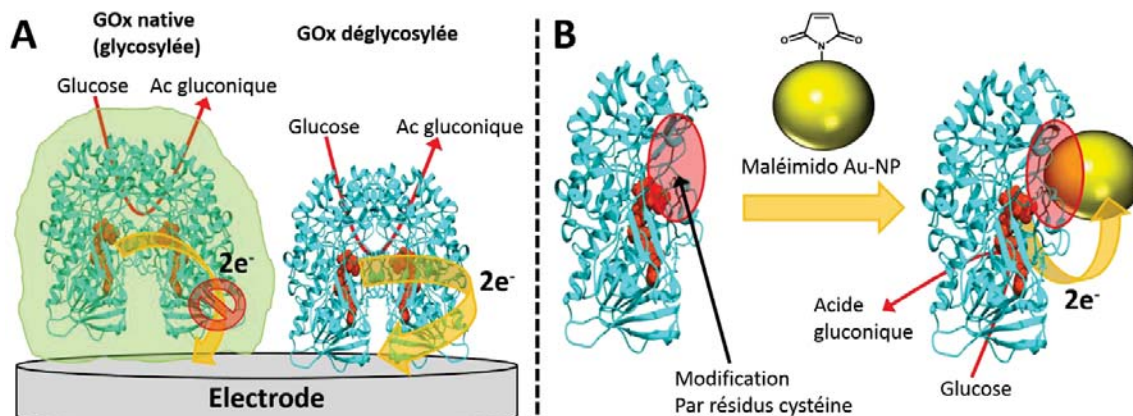 A
GOx native
(glycosylée)
Glucose
Ac gluconique
2e-
GOx déglycosylée
Glucose
Ac gluconique
2e-
Electrode
B
O
N
O
Maléimido Au-NP
Modification
Par résidus cystéine
Acide
gluconique
2e-
Glucose